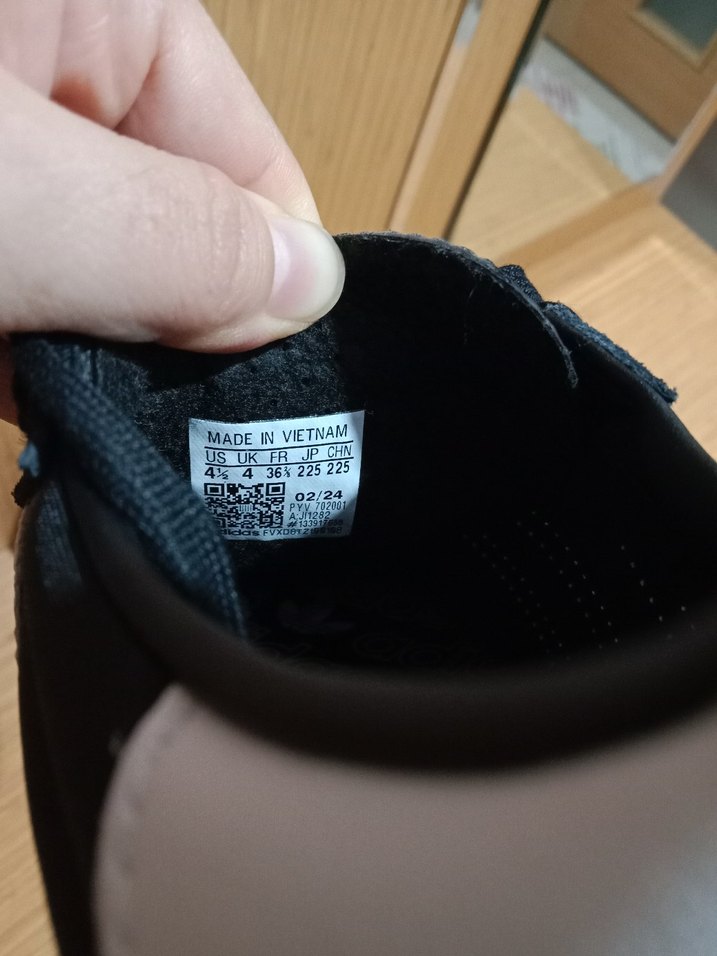 MADE IN VIETNAM
US UK FR JP CHN
4½ 4 36⅔ 225 225
02/24
PYV 702001
A:JI1282
adidas